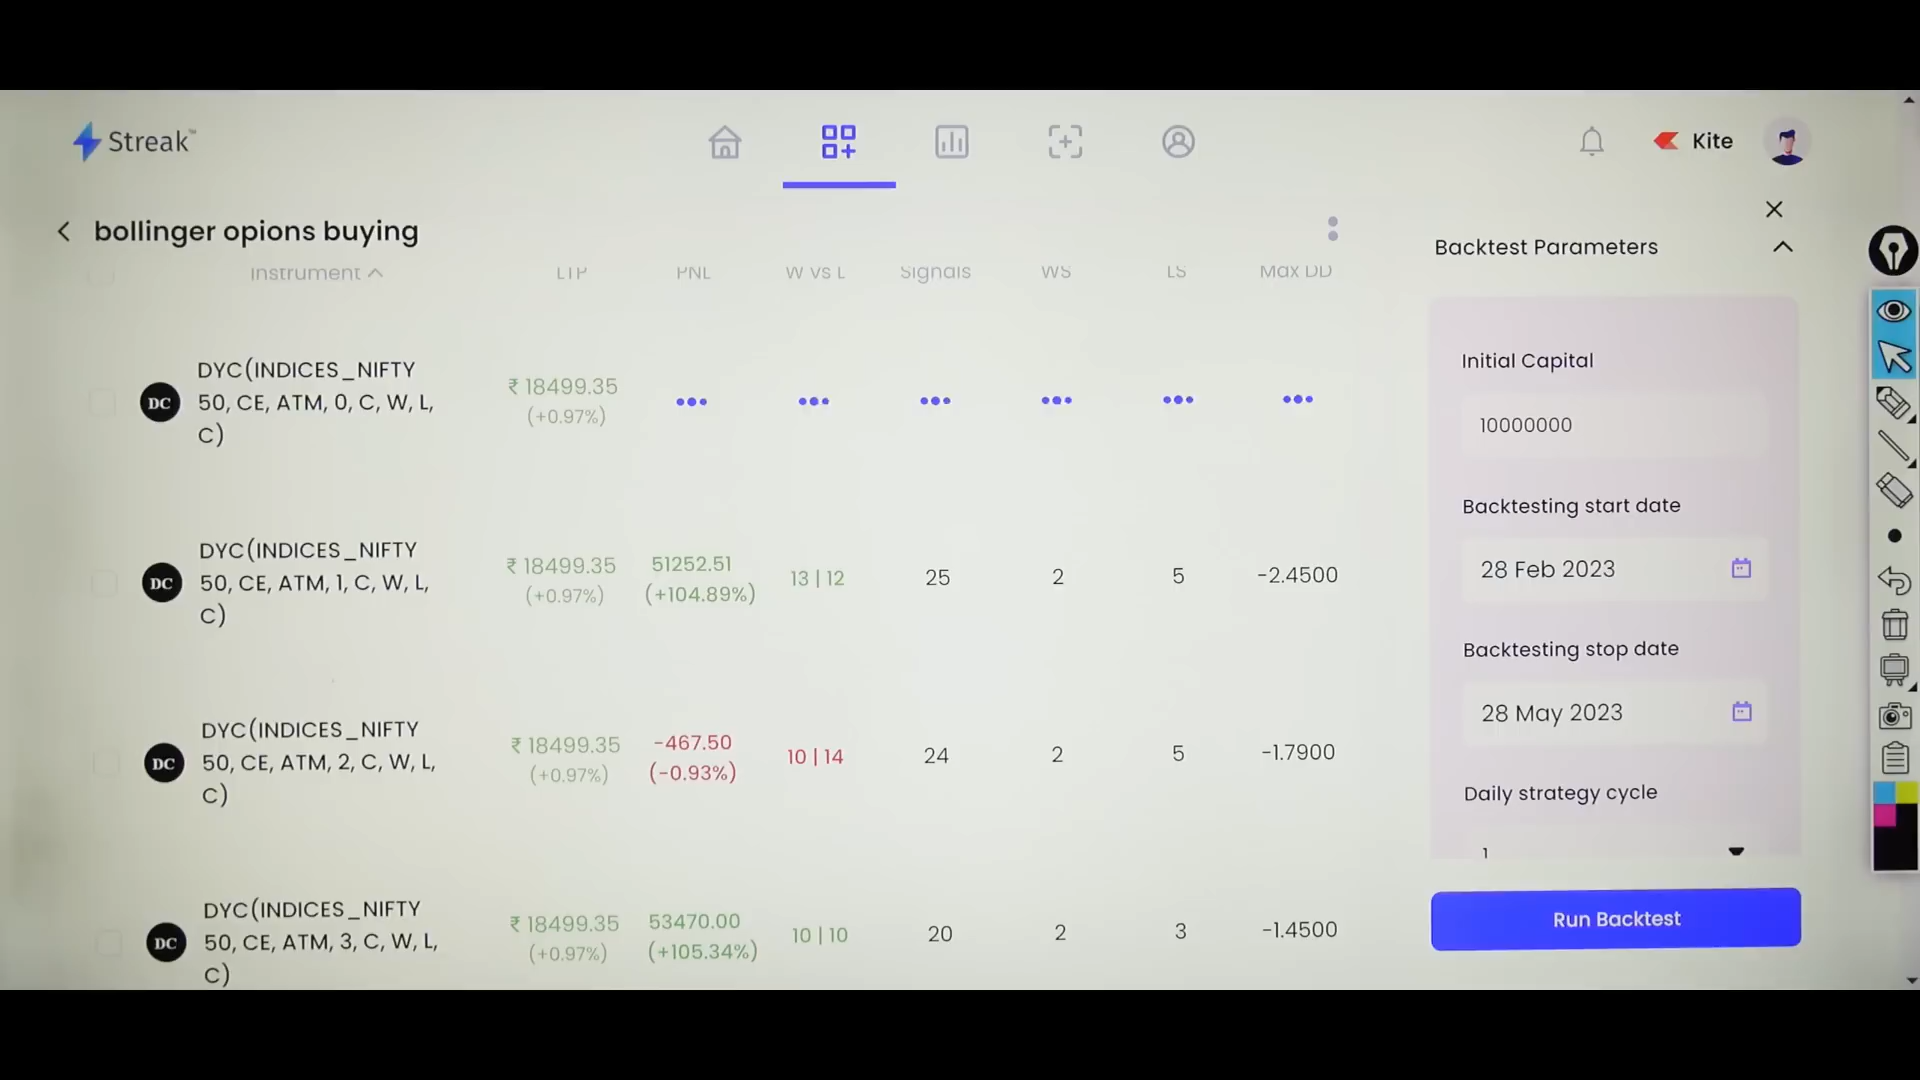 Streak™
Kite
bollinger opions buying
Instrument LTP PNL W vs L Signals WS LS Max DD
DC
DYC(INDICES_NIFTY
50, CE, ATM, 0, C, W, L,
C)
₹ 18499.35
(+0.97%)
DC
DYC(INDICES_NIFTY
50, CE, ATM, 1, C, W, L,
C)
₹ 18499.35
(+0.97%)
51252.51
(+104.89%)
13 | 12
25
2
5
-2.4500
DC
DYC(INDICES_NIFTY
50, CE, ATM, 2, C, W, L,
C)
₹ 18499.35
(+0.97%)
-467.50
(-0.93%)
10 | 14
24
2
5
-1.7900
DC
DYC(INDICES_NIFTY
50, CE, ATM, 3, C, W, L,
C)
₹ 18499.35
(+0.97%)
53470.00
(+105.34%)
10 | 10
20
2
3
-1.4500
Backtest Parameters
Initial Capital
10000000
Backtesting start date
28 Feb 2023
Backtesting stop date
28 May 2023
Daily strategy cycle
1
Run Backtest